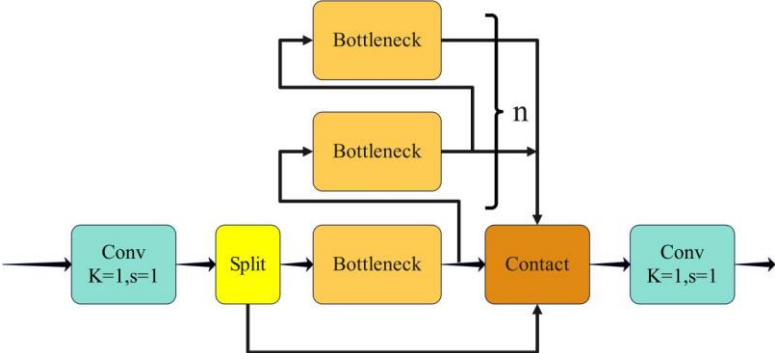 Bottleneck
n
Bottleneck
Conv
K=1,s=1
Split
Bottleneck
Contact
Conv
K=1,s=1